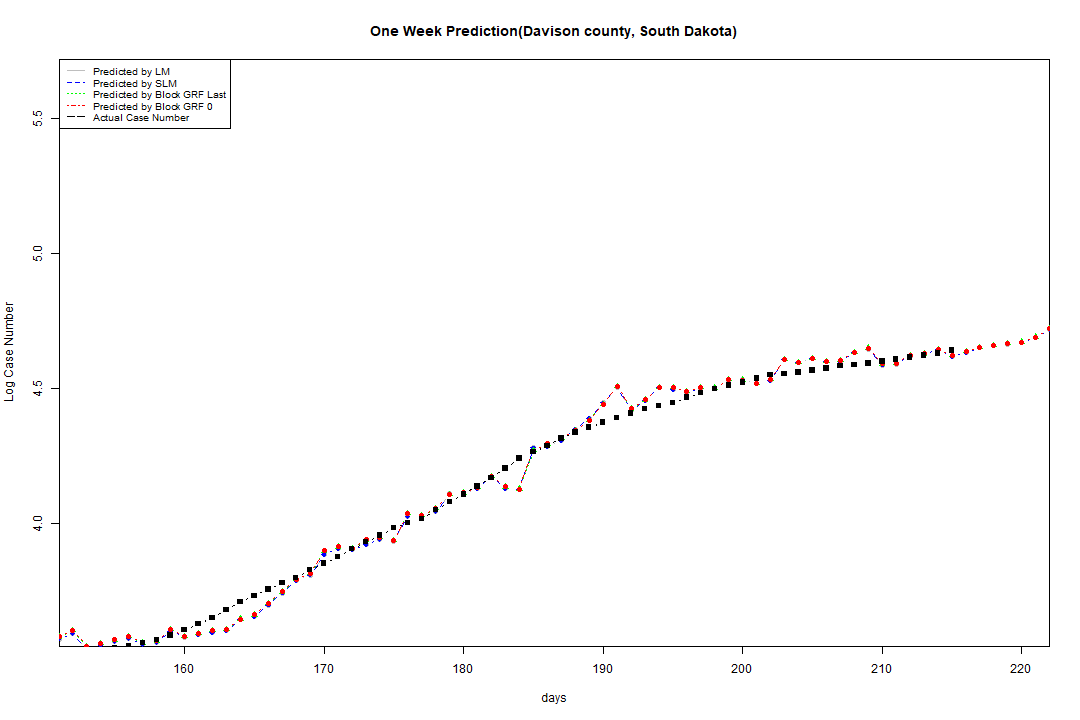 One Week Prediction(Davison county, South Dakota)
Predicted by LM
Predicted by SLM
Predicted by Block GRF Last
Predicted by Block GRF 0
Actual Case Number
5.5
5.0
4.5
4.0
Log Case Number
160 170 180 190 200 210 220
days